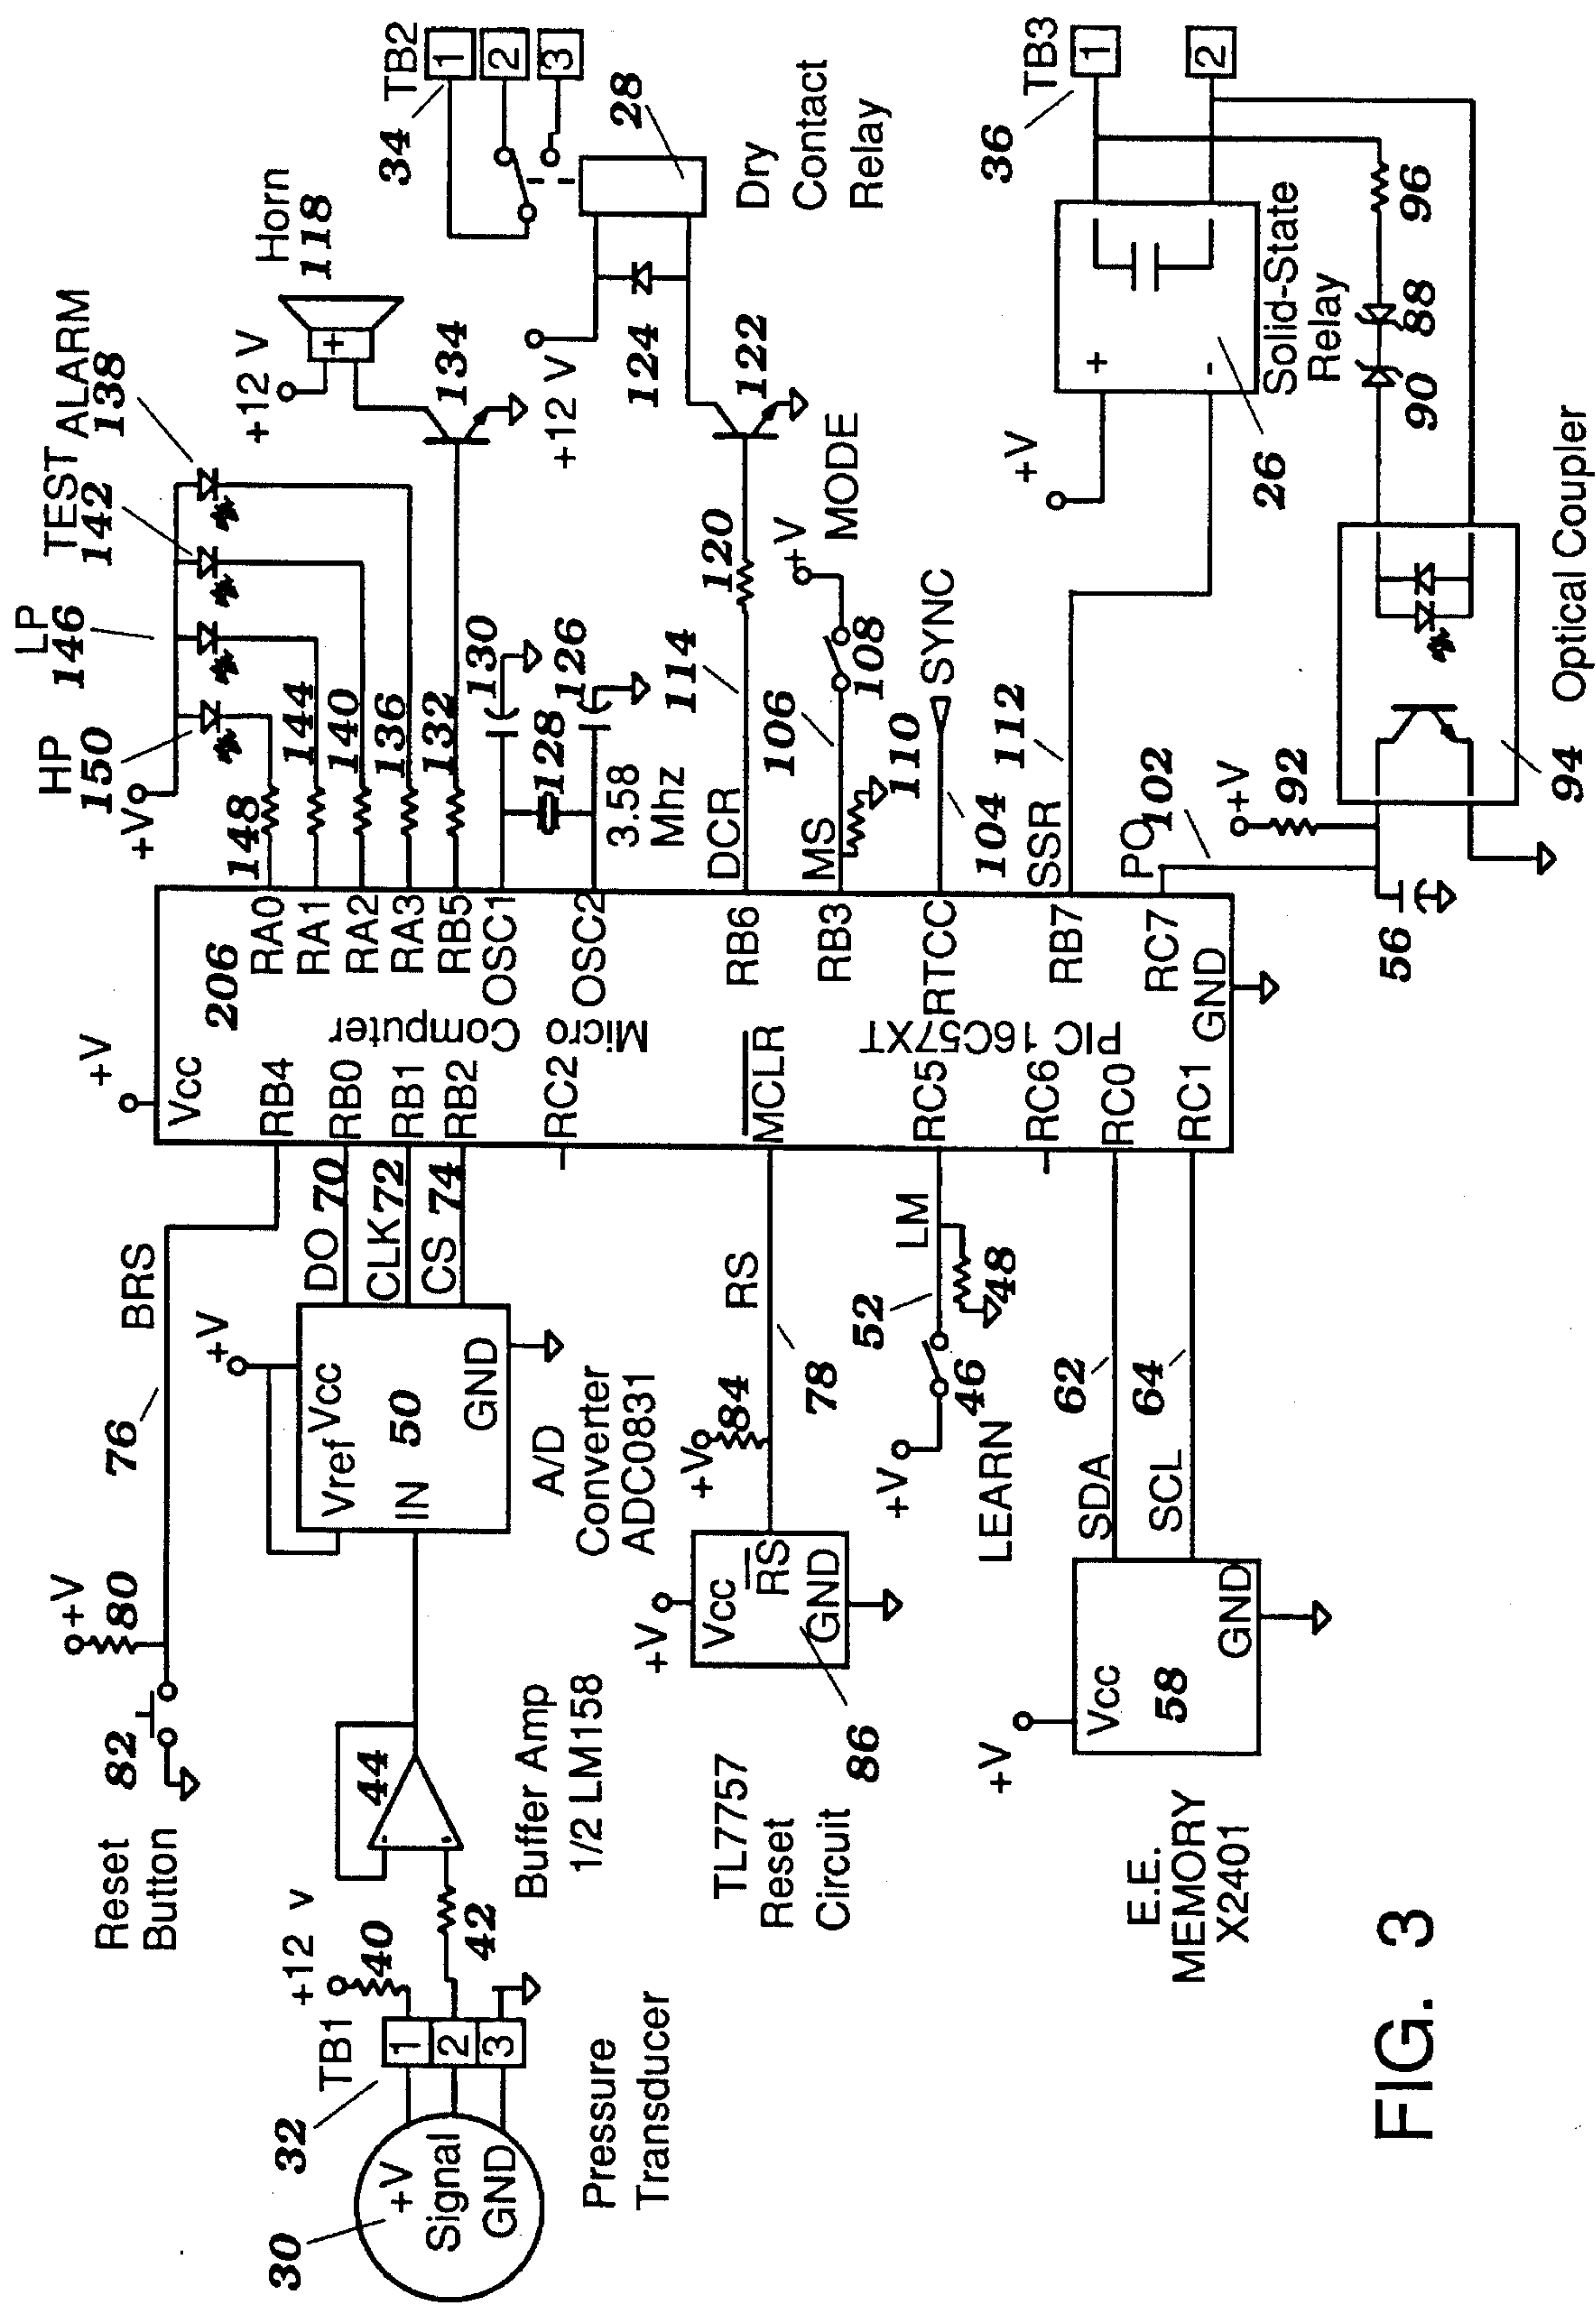 Reset
Button
82
+V
80
76
BRS
30
+V
Signal
GND
Pressure
Transducer
32
TB1
1
2
3
+12 v
40
42
44
Buffer Amp
1/2 LM158
+V
Vref
Vcc
IN
50
GND
A/D
Converter
ADC0831
DO 70
CLK 72
CS 74
TL7757
Reset
Circuit
86
+V
Vcc
RS
GND
+V
84
78
RS
LEARN
+V
46
52
LM
48
E.E.
MEMORY
X2401
+V
Vcc
58
GND
SDA
62
SCL
64
+V
Vcc
206
RB4
RB0
RB1
RB2
RC2
MCLR
RC5
RC6
RC0
RC1
Micro Computer
PIC 16C57XT
RA0
RA1
RA2
RA3
RB5
OSC1
OSC2
RB6
RB3
RTCC
RB7
RC7
GND
+V
HP
150
LP
146
TEST
142
ALARM
138
148
144
140
136
132
130
128
126
3.58
Mhz
+12 V
Horn
118
134
DCR
114
120
122
+12 V
124
28
Dry
Contact
Relay
34
TB2
1
2
3
MS
106
108
+V
MODE
104
110
SYNC
SSR
112
+V
+
-
26
Solid-State
Relay
36
TB3
1
2
PO
102
+V
92
56
94
Optical Coupler
90
88
96
FIG. 3